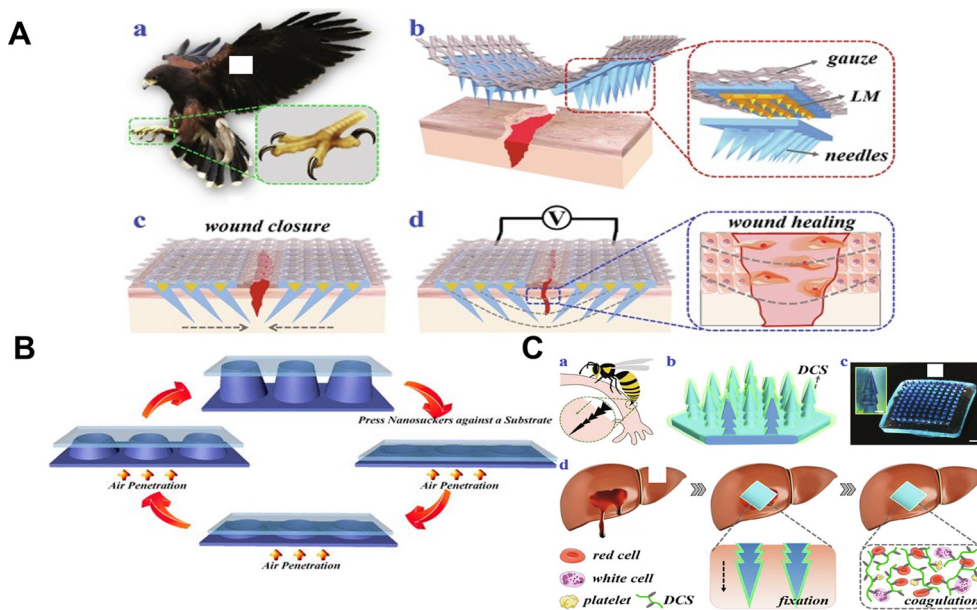 A
a
b
gauze
LM
needles
c
wound closure
d
V
wound healing
B
Press Nanosuckers against a Substrate
Air Penetration
Air Penetration
Air Penetration
C
a
b
DCS
c
d
red cell
white cell
platelet
DCS
fixation
coagulation